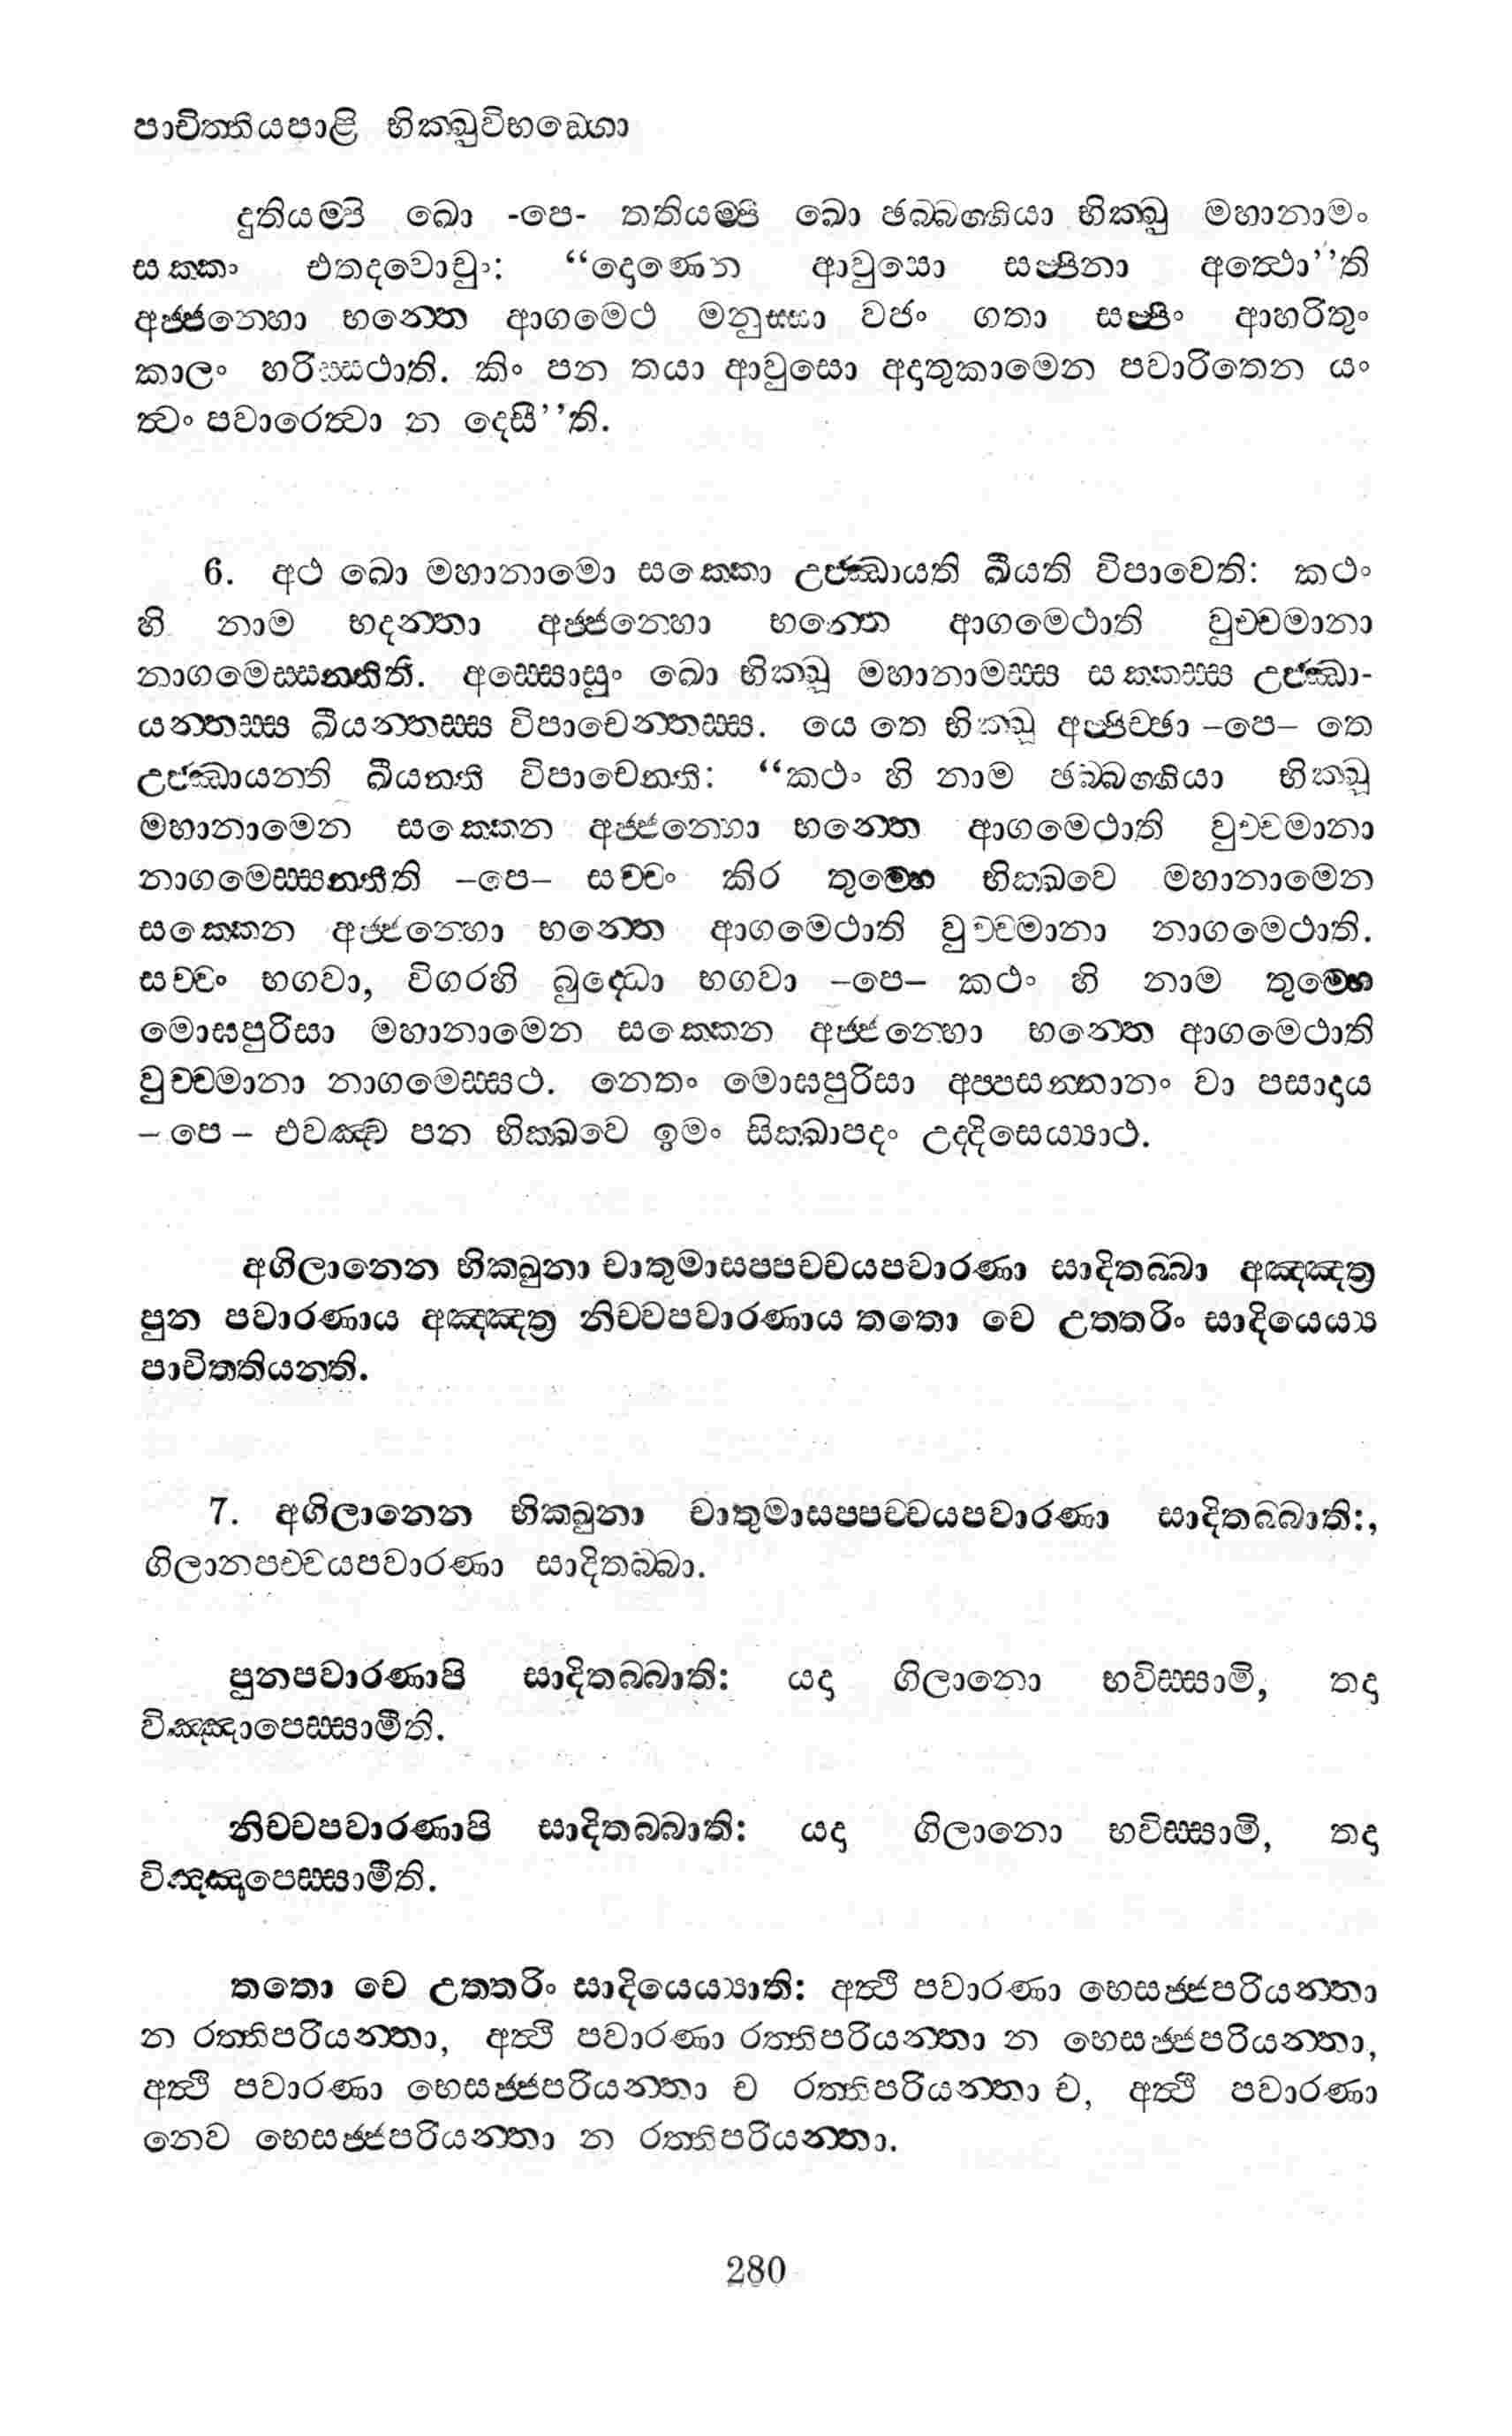 පාචිත්තියපාළි භික්ඛුවිභඞ්ගො
දුතියම්පි ඛො -පෙ- තතියම්පි ඛො ඡබ්බග්ගියා භික්ඛු මහානාමං
සක්කං එතදවොචුං: “දොණෙන ආවුසො සප්පිනා අත්ථො’’ති
අජ්ජනෙහා භන්තෙ ආගමෙථ මනුස්සා වජං ගතා සප්පිං ආහරිතුං
කාලං හරිස්සථාති. කිං පන තයා ආවුසො අදාතුකාමෙන පවාරිතෙන යං
ත්වං පවාරෙත්වා න දෙසී’’ති.
6. අථ ඛො මහානාමො සක්කො උජ්ඣායති ඛීයති විපාචෙති: කථං
හි නාම භදන්තා අජ්ජනෙහා භන්තෙ ආගමෙථාති වුච්චමානා
නාගමෙස්සන්තීති. අස්සොසුං ඛො භික්ඛූ මහානාමස්ස සක්කස්ස උජ්ඣා-
යන්තස්ස ඛීයන්තස්ස විපාචෙන්තස්ස. යෙ තෙ භික්ඛූ අප්පිච්ඡා –පෙ– තෙ
උජ්ඣායන්ති ඛීයන්ති විපාචෙන්ති: “කථං හි නාම ඡබ්බග්ගියා භික්ඛූ
මහානාමෙන සක්කෙන අජ්ජනෙහා භන්තෙ ආගමෙථාති වුච්චමානා
නාගමෙස්සන්තීති –පෙ– සච්චං කිර තුම්හෙ භික්ඛවෙ මහානාමෙන
සක්කෙන අජ්ජනෙහා භන්තෙ ආගමෙථාති වුච්චමානා නාගමෙථාති.
සච්චං භගවා, විගරහි බුද්ධො භගවා –පෙ– කථං හි නාම තුම්හෙ
මොඝපුරිසා මහානාමෙන සක්කෙන අජ්ජනෙහා භන්තෙ ආගමෙථාති
වුච්චමානා නාගමෙස්සථ. නෙතං මොඝපුරිසා අප්පසන්නානං වා පසාදාය
– පෙ – එවඤ්ච පන භික්ඛවෙ ඉමං සික්ඛාපදං උද්දිසෙය්‍යාථ.
අගිලානෙන භික්ඛුනා චාතුමාසප්පච්චයපවාරණා සාදිතබ්බා අඤ්ඤත්‍ර
පුන පවාරණාය අඤ්ඤත්‍ර නිච්චපවාරණාය තතො චෙ උත්තරිං සාදියෙය්‍ය
පාචිත්තියන්ති.
7. අගිලානෙන භික්ඛුනා චාතුමාසප්පච්චයපවාරණා සාදිතබ්බාති:,
ගිලානපච්චයපවාරණා සාදිතබ්බා.
පුනපවාරණාපි සාදිතබ්බාති: යදා ගිලානො භවිස්සාමි, තදා
විඤ්ඤාපෙස්සාමීති.
නිච්චපවාරණාපි සාදිතබ්බාති: යදා ගිලානො භවිස්සාමි, තදා
විඤ්ඤපෙස්සාමීති.
තතො චෙ උත්තරිං සාදියෙය්‍යාති: අත්ථි පවාරණා භෙසජ්ජපරියන්තා
න රත්තිපරියන්තා, අත්ථි පවාරණා රත්තිපරියන්තා න භෙසජ්ජපරියන්තා,
අත්ථි පවාරණා භෙසජ්ජපරියන්තා ච රත්තිපරියන්තා ච, අත්ථි පවාරණා
නෙව භෙසජ්ජපරියන්තා න රත්තිපරියන්තා.
280